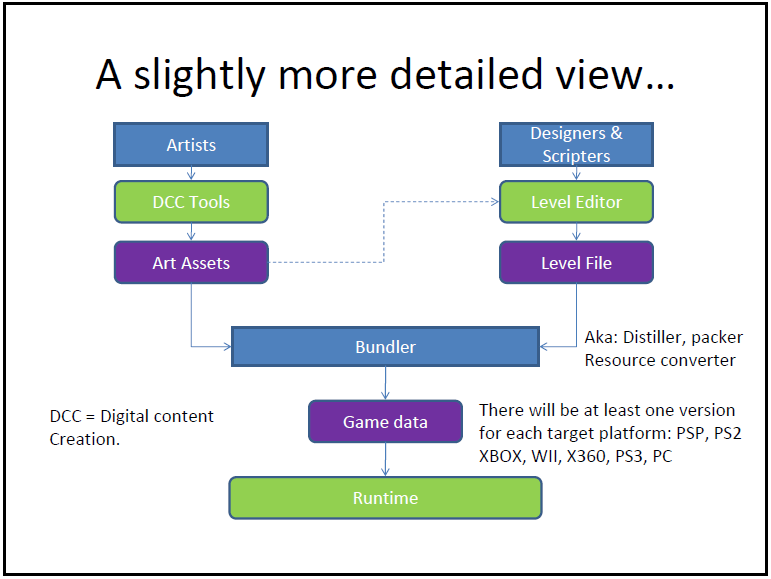 A slightly more detailed view…
Artists
Designers &
Scripters
DCC Tools
Level Editor
Art Assets
Level File
Bundler
Aka: Distiller, packer
Resource converter
DCC = Digital content
Creation.
Game data
There will be at least one version
for each target platform: PSP, PS2
XBOX, WII, X360, PS3, PC
Runtime